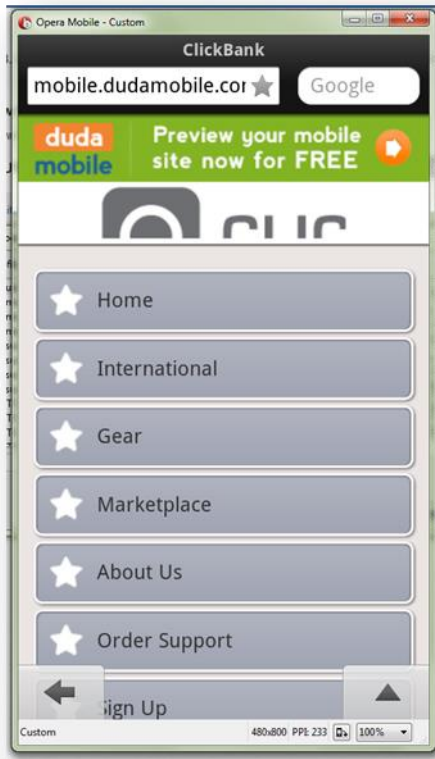 Opera Mobile - Custom
ClickBank
mobile.dudamobile.cor
Google
duda
mobile
Preview your mobile
site now for FREE
Home
International
Gear
Marketplace
About Us
Order Support
Sign Up
Custom
480x800 PPI: 233
100%